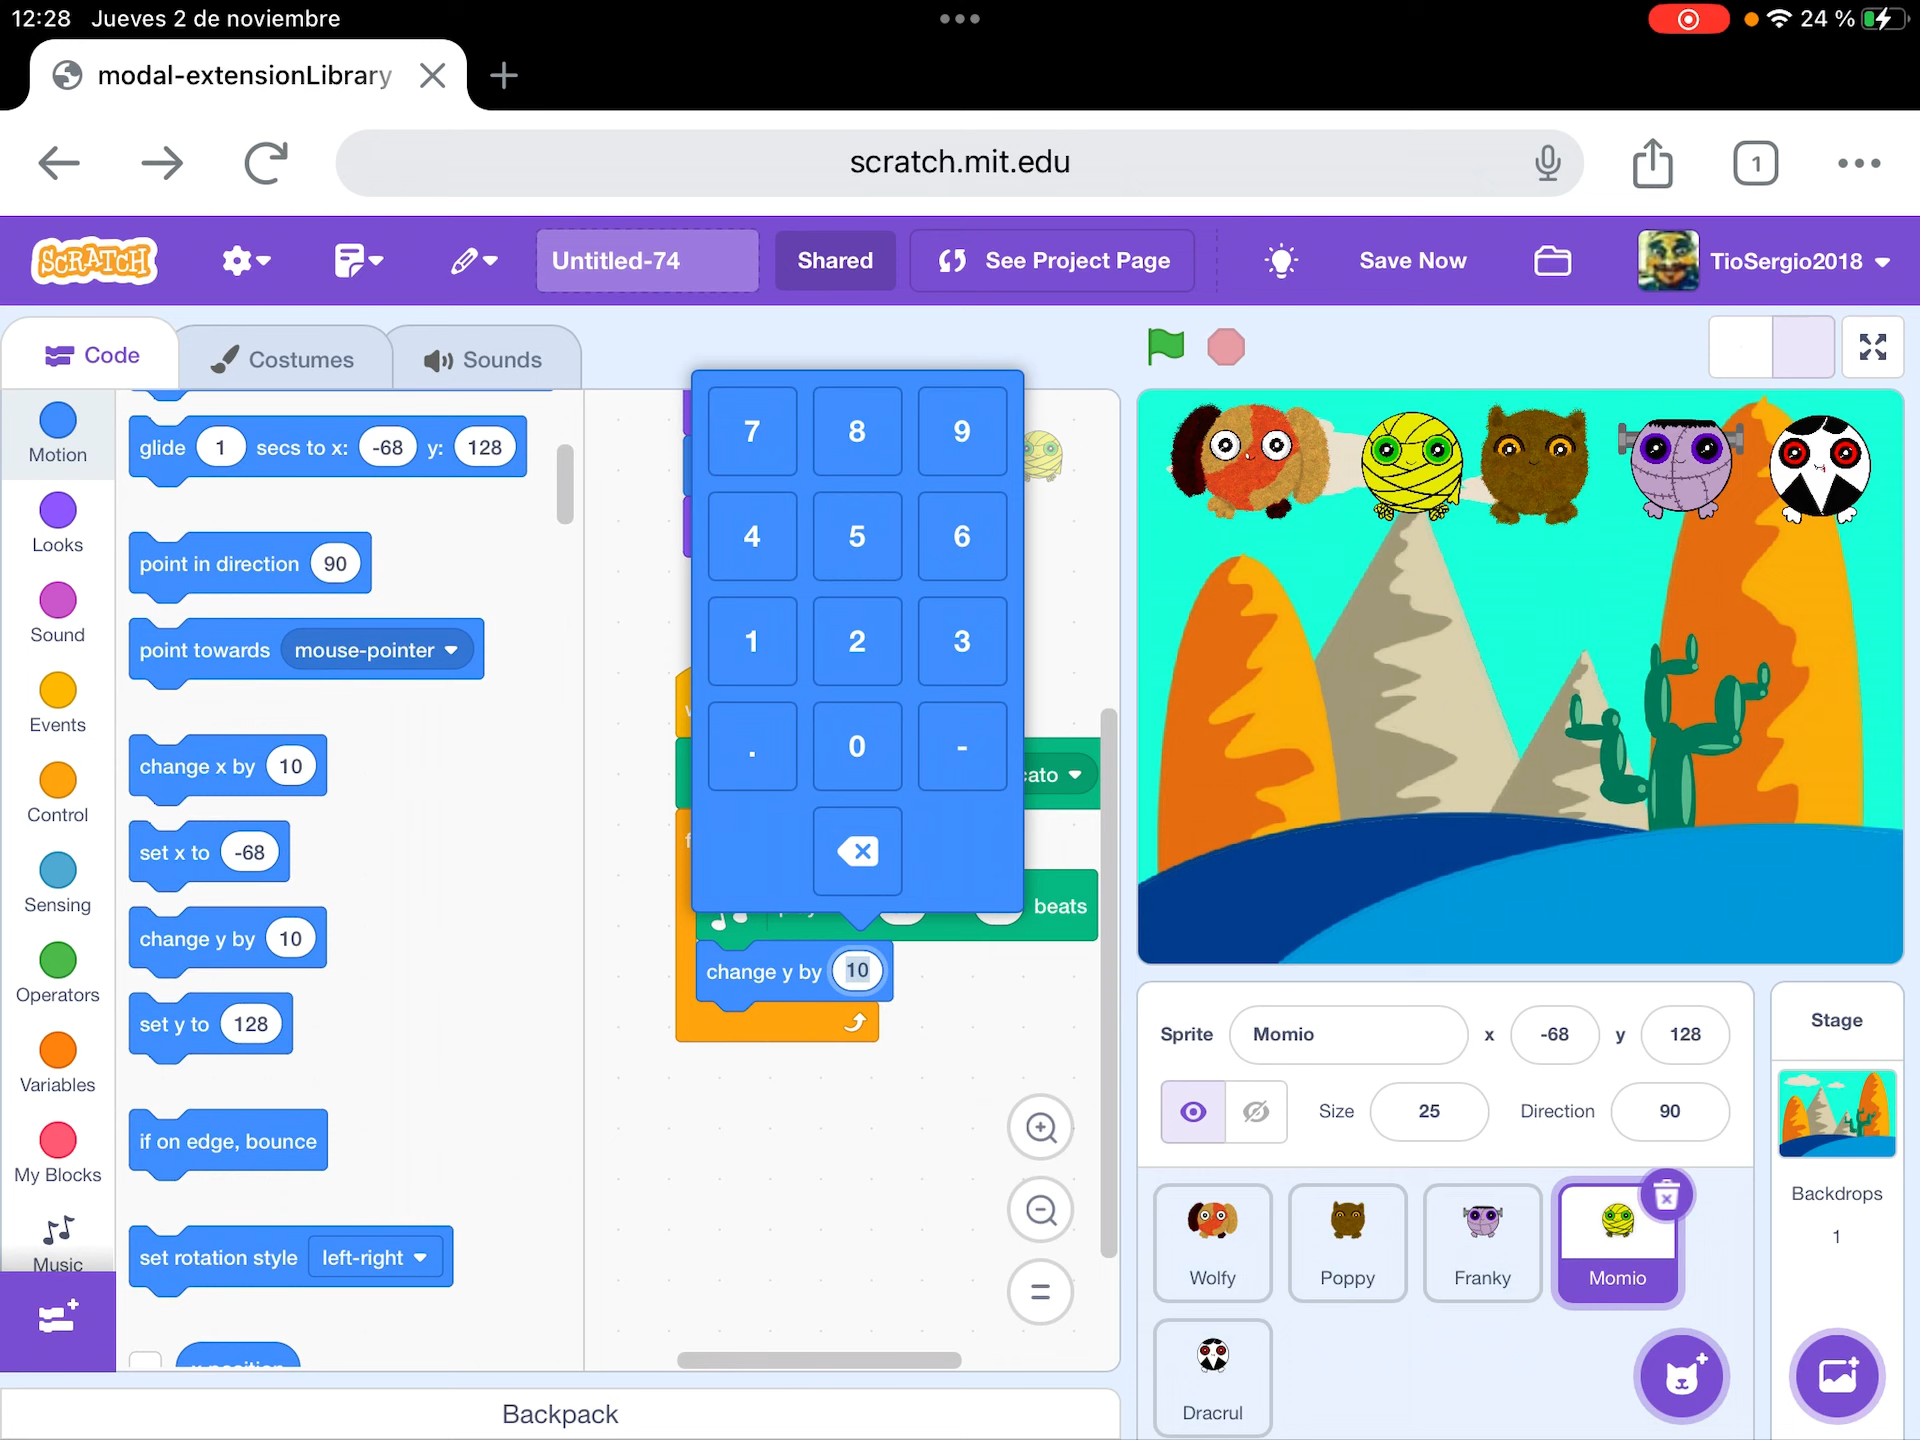 12:28 Jueves 2 de noviembre
24 %
modal-extensionLibrary
scratch.mit.edu
1
SCRATCH
Untitled-74
Shared
See Project Page
Save Now
TioSergio2018
Code
Costumes
Sounds
Motion
Looks
Sound
Events
Control
Sensing
Operators
Variables
My Blocks
Music
glide 1 secs to x: -68 y: 128
point in direction 90
point towards mouse-pointer
change x by 10
set x to -68
change y by 10
set y to 128
if on edge, bounce
set rotation style left-right
x position
7 8 9
4 5 6
1 2 3
. 0 -
beats
change y by 10
Sprite Momio x -68 y 128
Size 25 Direction 90
Wolfy
Poppy
Franky
Momio
Dracrul
Stage
Backdrops
1
Backpack